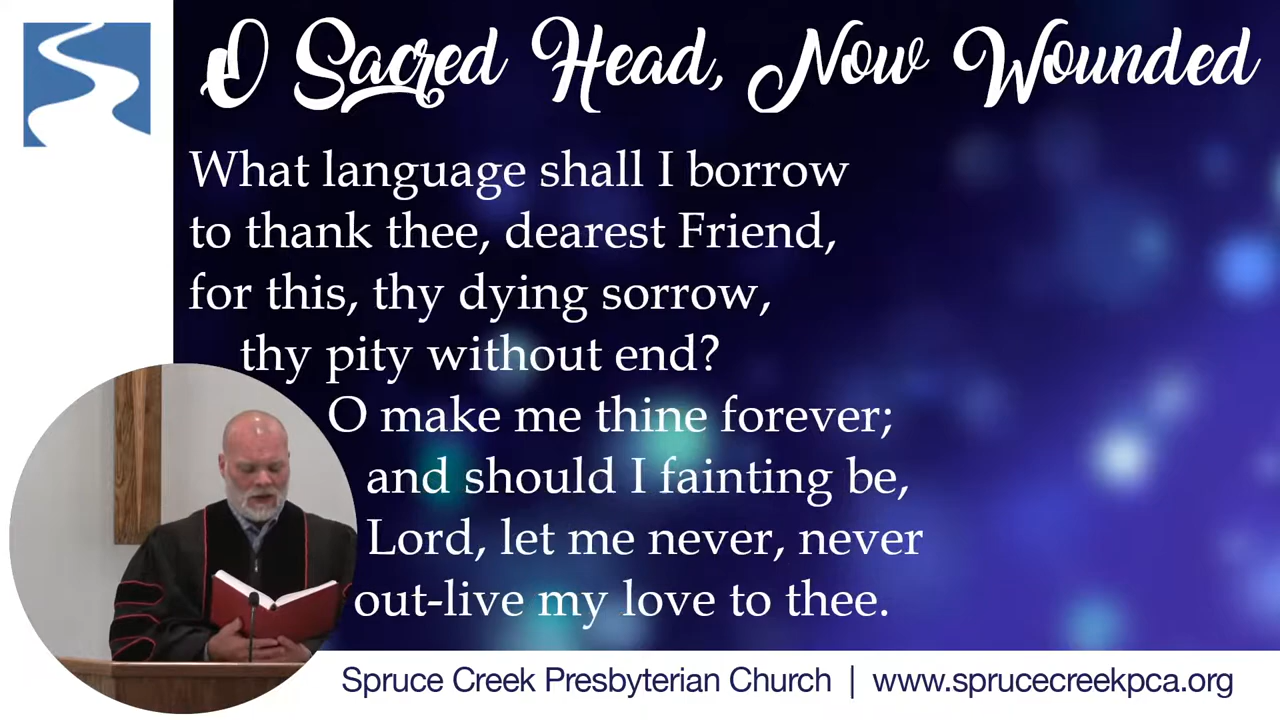 O Sacred Head, Now Wounded
What language shall I borrow
to thank thee, dearest Friend,
for this, thy dying sorrow,
thy pity without end?
O make me thine forever;
and should I fainting be,
Lord, let me never, never
out-live my love to thee.
Spruce Creek Presbyterian Church | www.sprucecreekpca.org